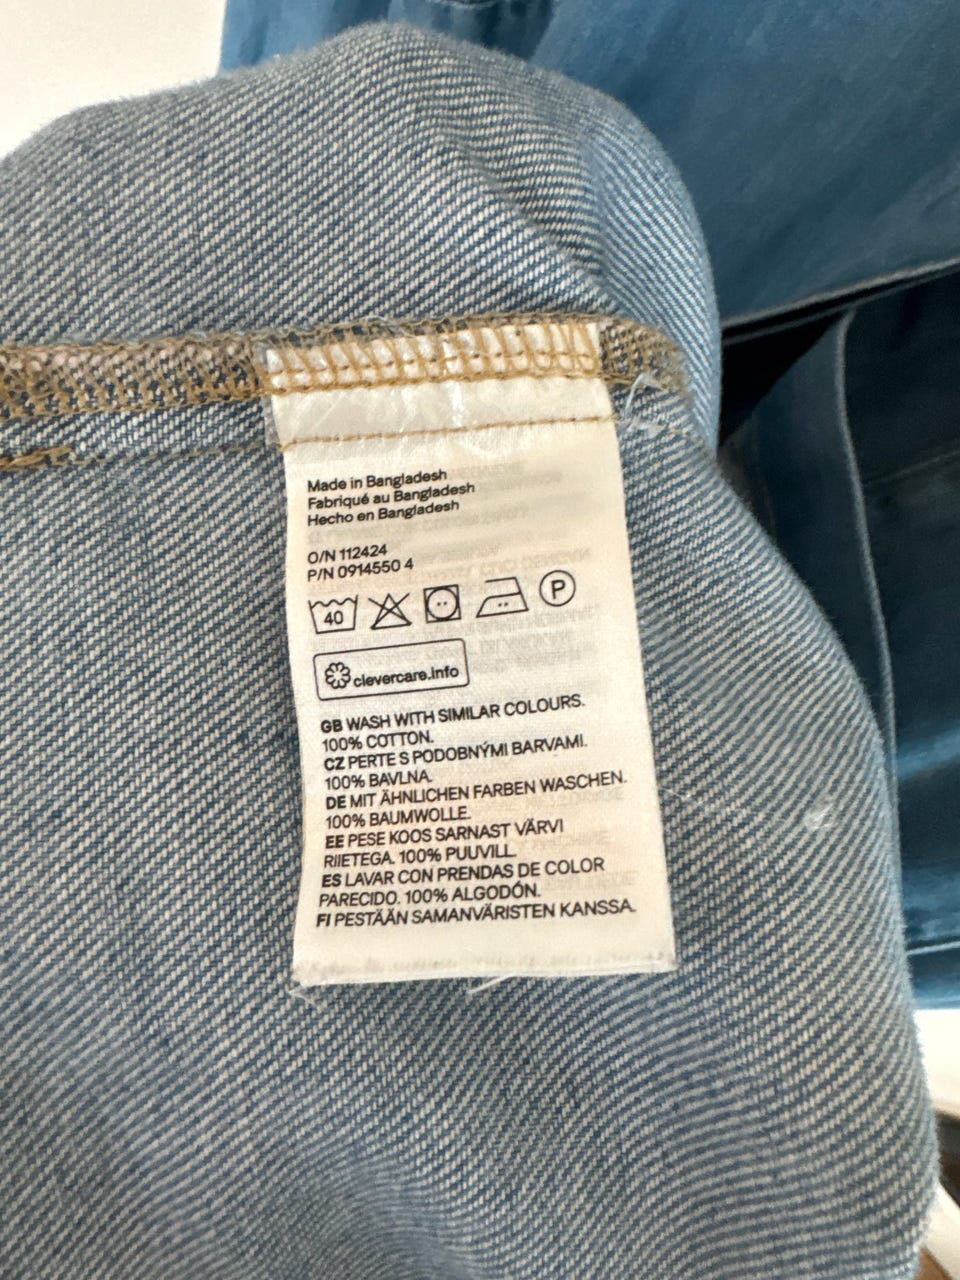 Made in Bangladesh
Fabriqué au Bangladesh
Hecho en Bangladesh
O/N 112424
P/N 0914550 4
40 P
clevercare.info
GB WASH WITH SIMILAR COLOURS.
100% COTTON.
CZ PERTE S PODOBNÝMI BARVAMI.
100% BAVLNA.
DE MIT ÄHNLICHEN FARBEN WASCHEN.
100% BAUMWOLLE.
EE PESE KOOS SARNAST VÄRVI
RIIETEGA. 100% PUUVILL.
ES LAVAR CON PRENDAS DE COLOR
PARECIDO. 100% ALGODÓN.
FI PESTÄÄN SAMANVÄRISTEN KANSSA.